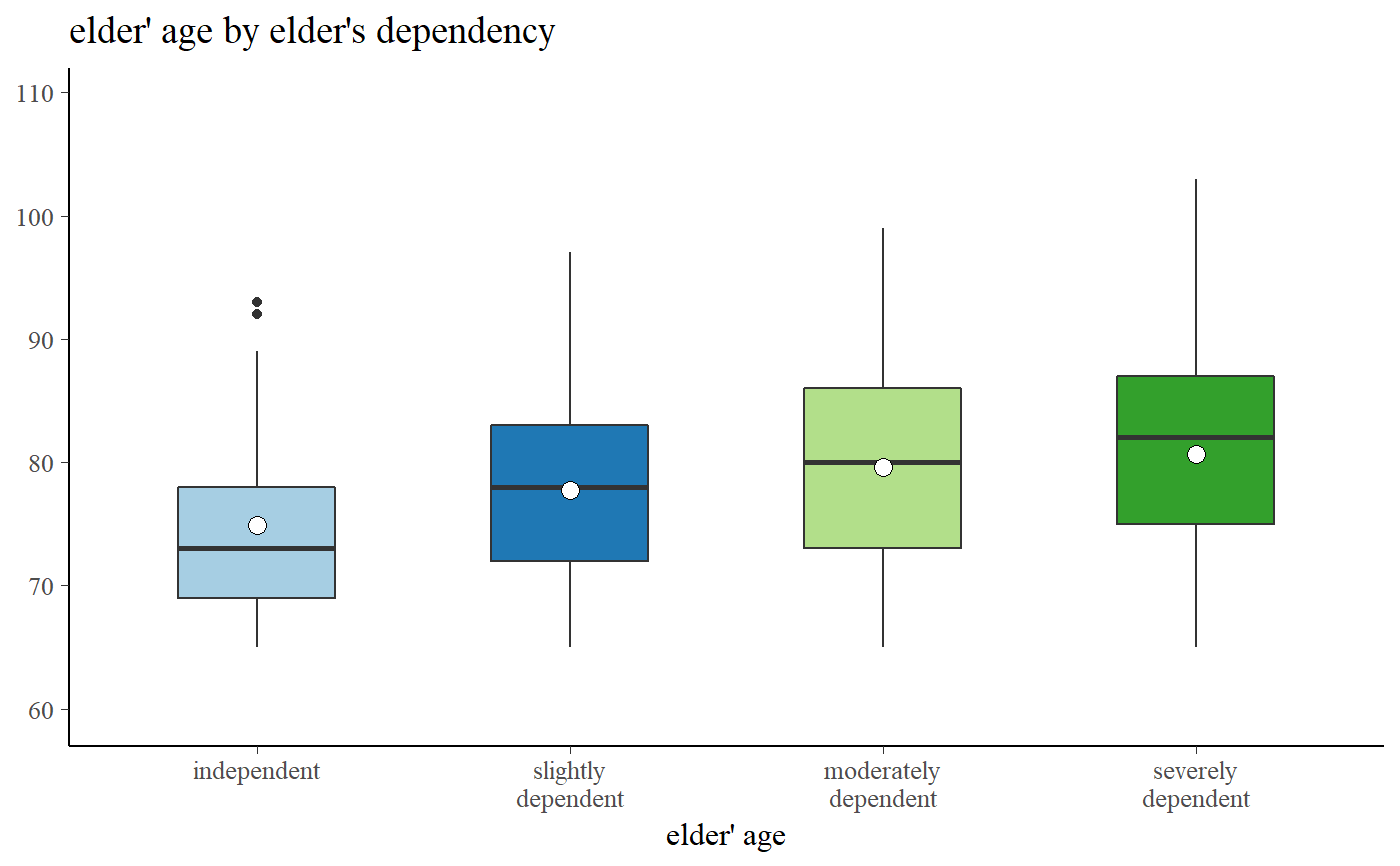 elder' age by elder's dependency
110
100
90
80
70
60
independent
slightly
dependent
moderately
dependent
severely
dependent
elder' age